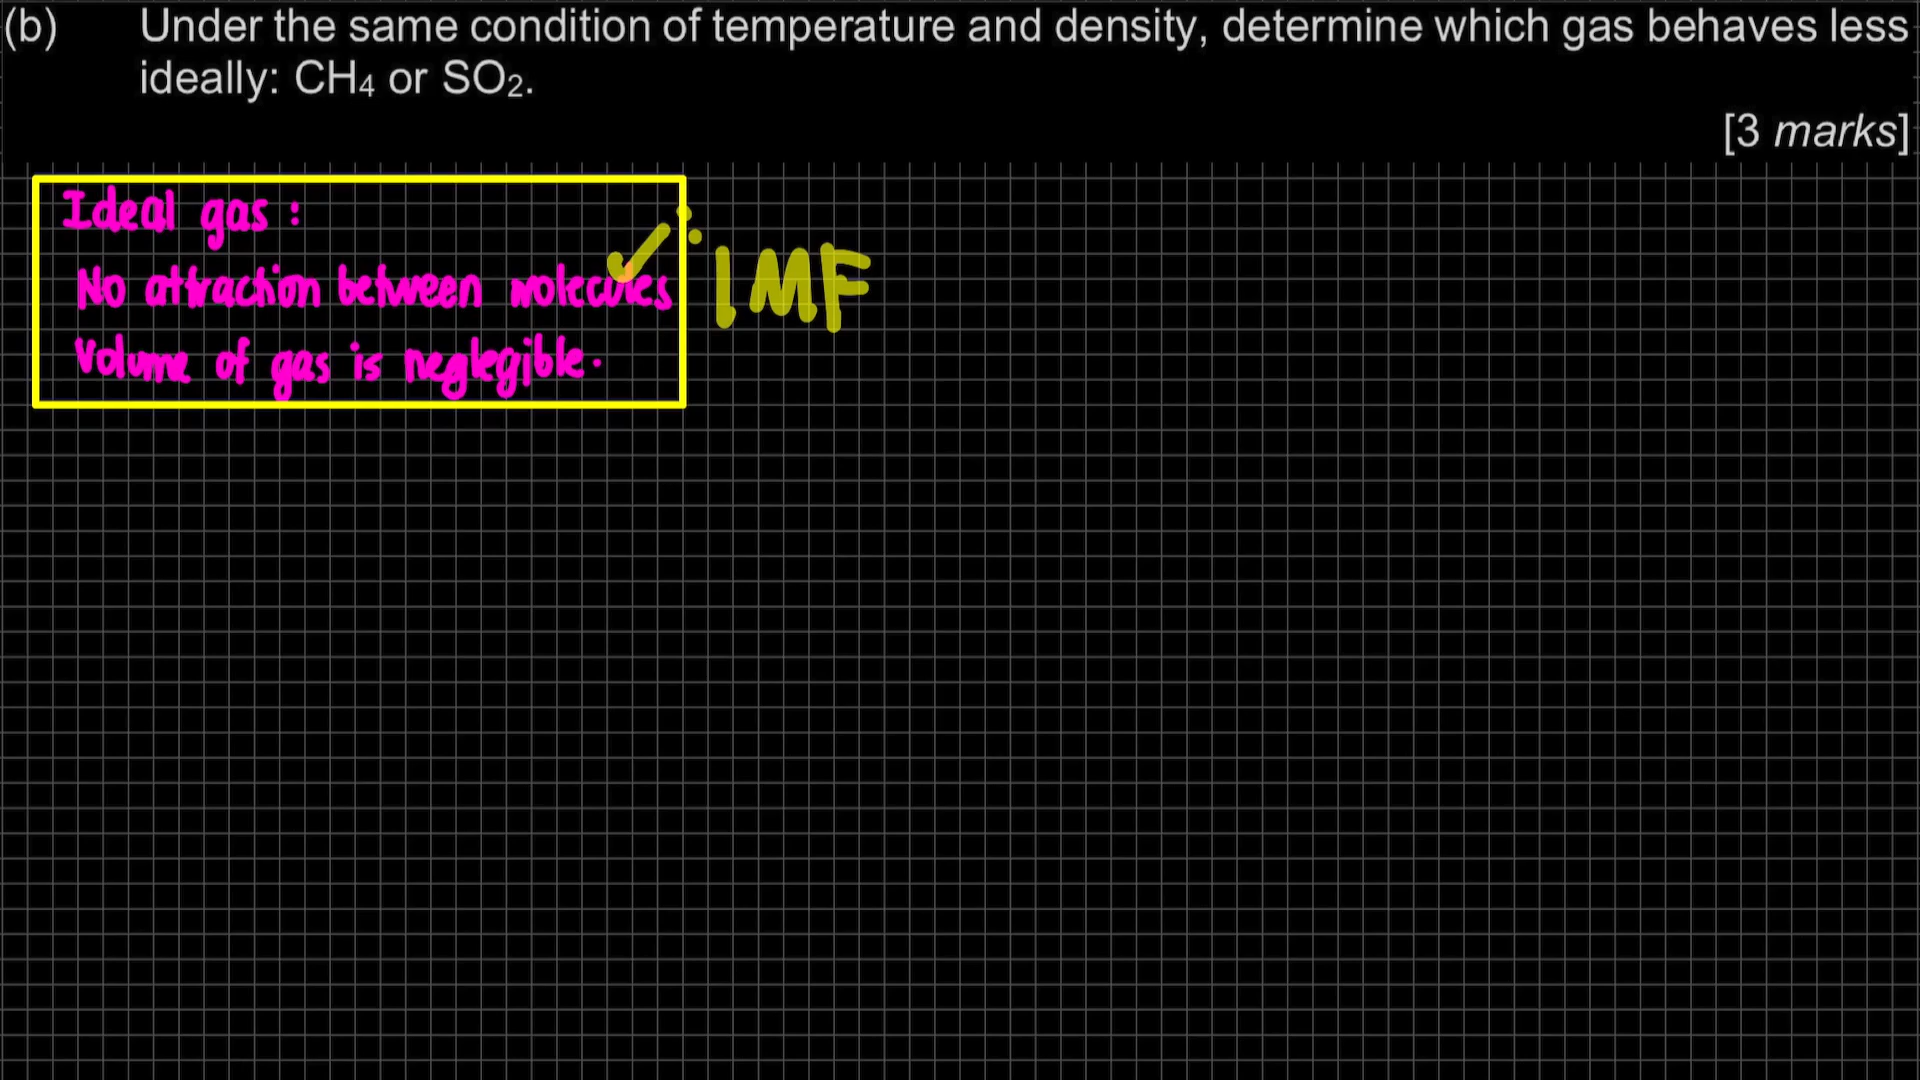 (b) Under the same condition of temperature and density, determine which gas behaves less
ideally: CH₄ or SO₂.
[3 marks]
Ideal gas :
No attraction between molecules
IMF
Volume of gas is neglegible.